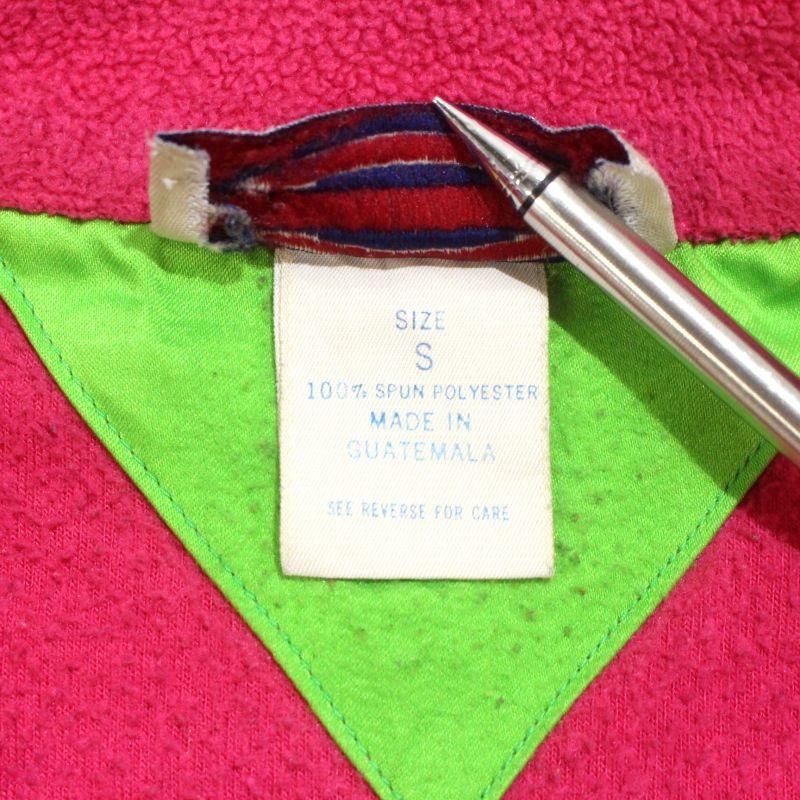 SIZE
S
100% SPUN POLYESTER
MADE IN
GUATEMALA
SEE REVERSE FOR CARE